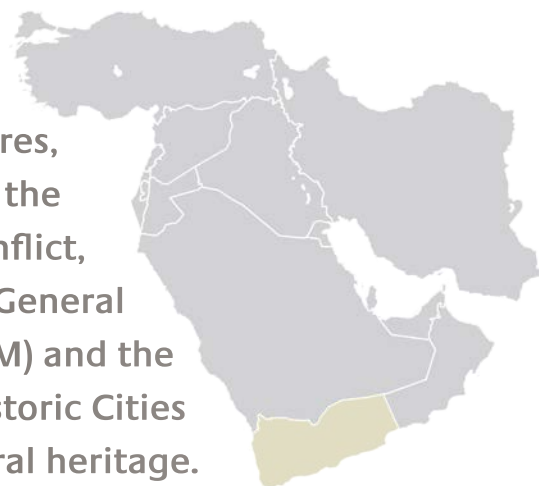 res,
the
nflict,
General
M) and the
storic Cities
ral heritage.